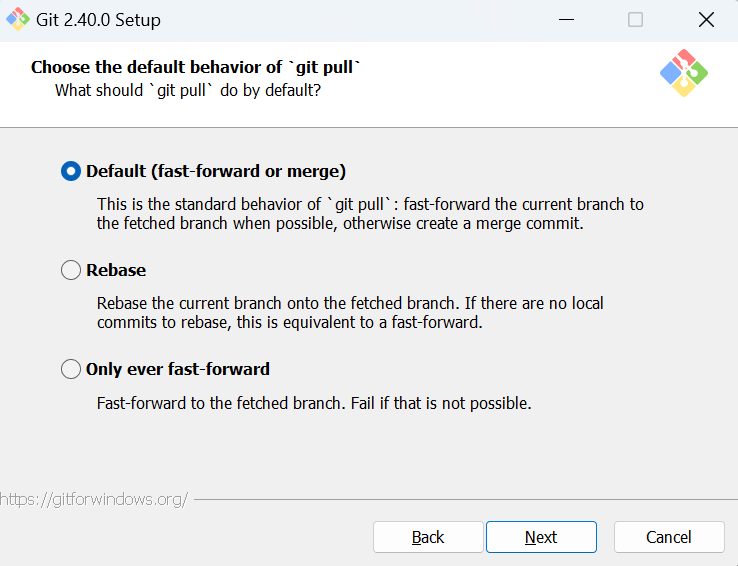 Git 2.40.0 Setup
Choose the default behavior of `git pull`
What should `git pull` do by default?
Default (fast-forward or merge)
This is the standard behavior of `git pull`: fast-forward the current branch to
the fetched branch when possible, otherwise create a merge commit.
Rebase
Rebase the current branch onto the fetched branch. If there are no local
commits to rebase, this is equivalent to a fast-forward.
Only ever fast-forward
Fast-forward to the fetched branch. Fail if that is not possible.
https://gitforwindows.org/
Back Next Cancel